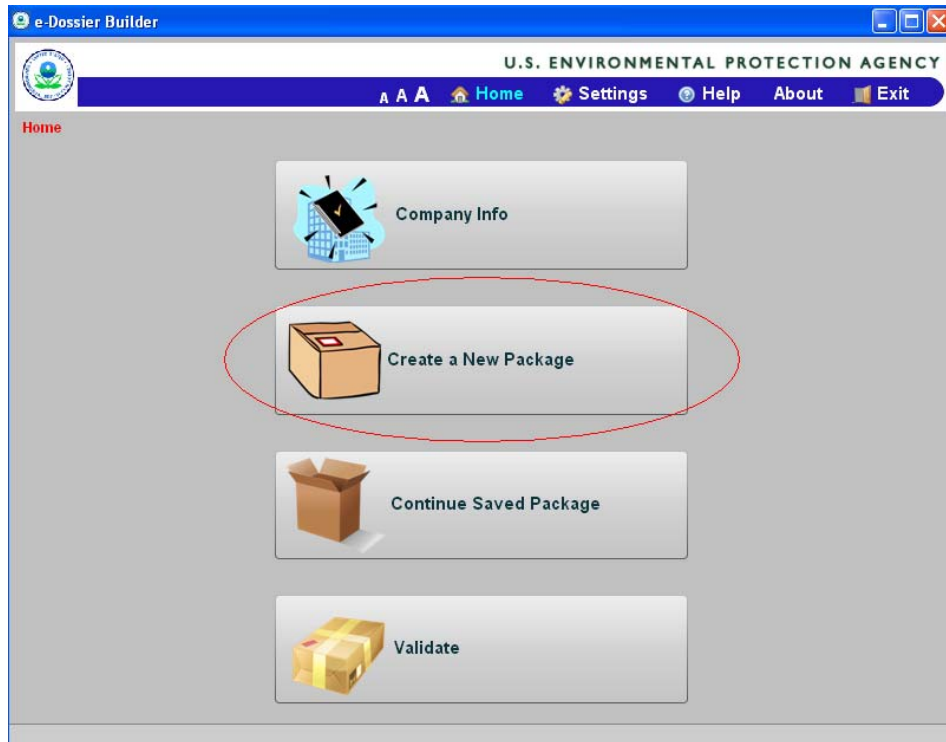 e-Dossier Builder
U.S. ENVIRONMENTAL PROTECTION AGENCY
A A A Home Settings Help About Exit
Home
Company Info
Create a New Package
Continue Saved Package
Validate